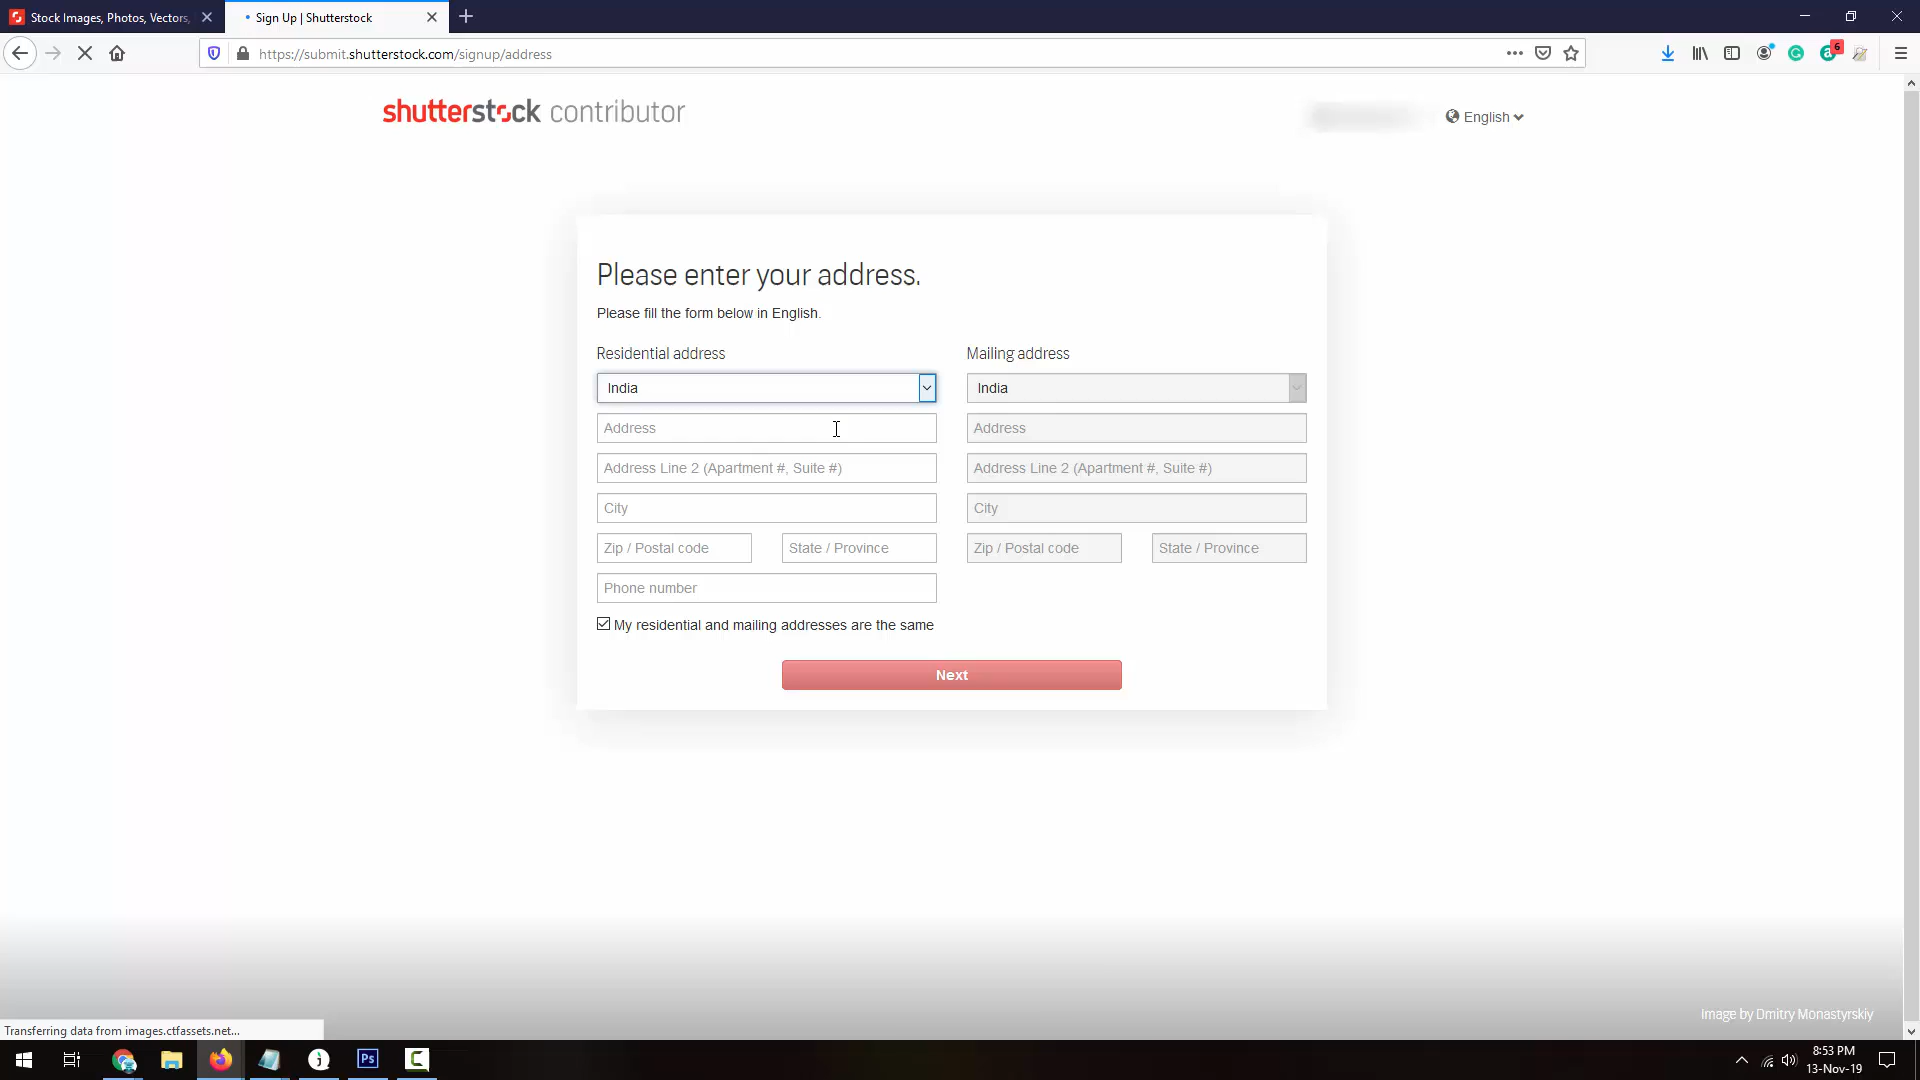 Stock Images, Photos, Vectors,
Sign Up | Shutterstock
https://submit.shutterstock.com/signup/address
6
shutterstock contributor
English
Please enter your address.
Please fill the form below in English.
Residential address
Mailing address
India
India
Address
Address
Address Line 2 (Apartment #, Suite #)
Address Line 2 (Apartment #, Suite #)
City
City
Zip / Postal code
State / Province
Zip / Postal code
State / Province
Phone number
My residential and mailing addresses are the same
Next
Image by Dmitry Monastyrskiy
Transferring data from images.ctfassets.net...
Ps
8:53 PM
13-Nov-19